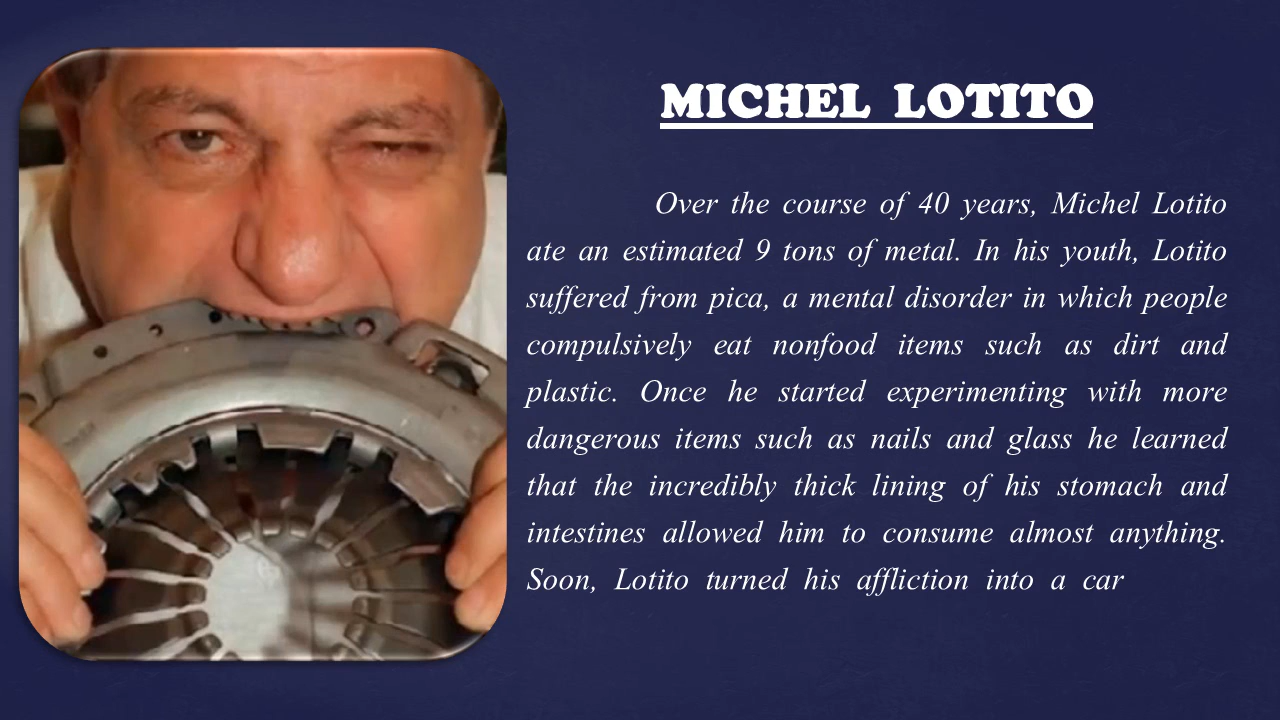 MICHEL LOTITO
Over the course of 40 years, Michel Lotito
ate an estimated 9 tons of metal. In his youth, Lotito
suffered from pica, a mental disorder in which people
compulsively eat nonfood items such as dirt and
plastic. Once he started experimenting with more
dangerous items such as nails and glass he learned
that the incredibly thick lining of his stomach and
intestines allowed him to consume almost anything.
Soon, Lotito turned his affliction into a car